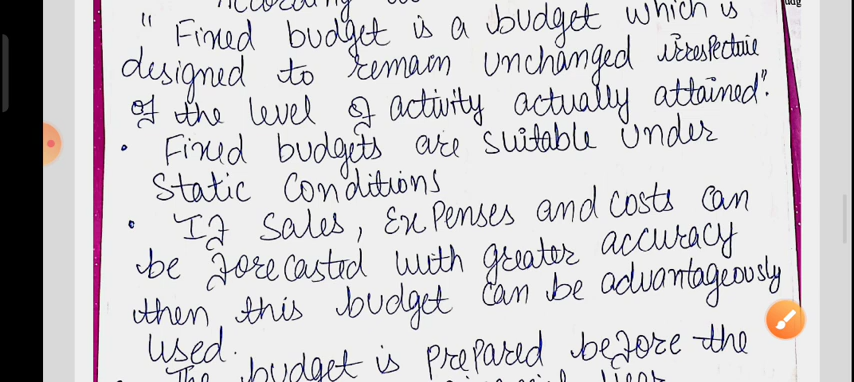 According
" Fixed budget is a budget which is
designed to remain unchanged irrespective
of the level of activity actually attained".
• Fixed budgets are suitable under
Static Conditions
• If Sales, Expenses and costs can
be forecasted with greater accuracy
then this budget can be advantageously
used.
The budget is prepared before the